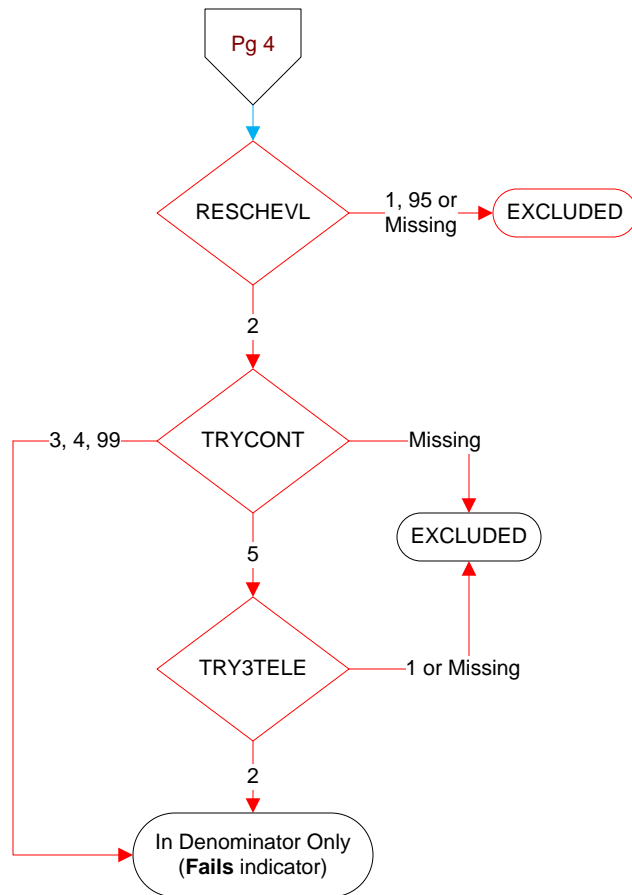 Pg 4
RESCHEVL
1, 95 or
Missing
EXCLUDED
2
3, 4, 99
TRYCONT
Missing
EXCLUDED
5
TRY3TELE
1 or Missing
2
In Denominator Only
(Fails indicator)